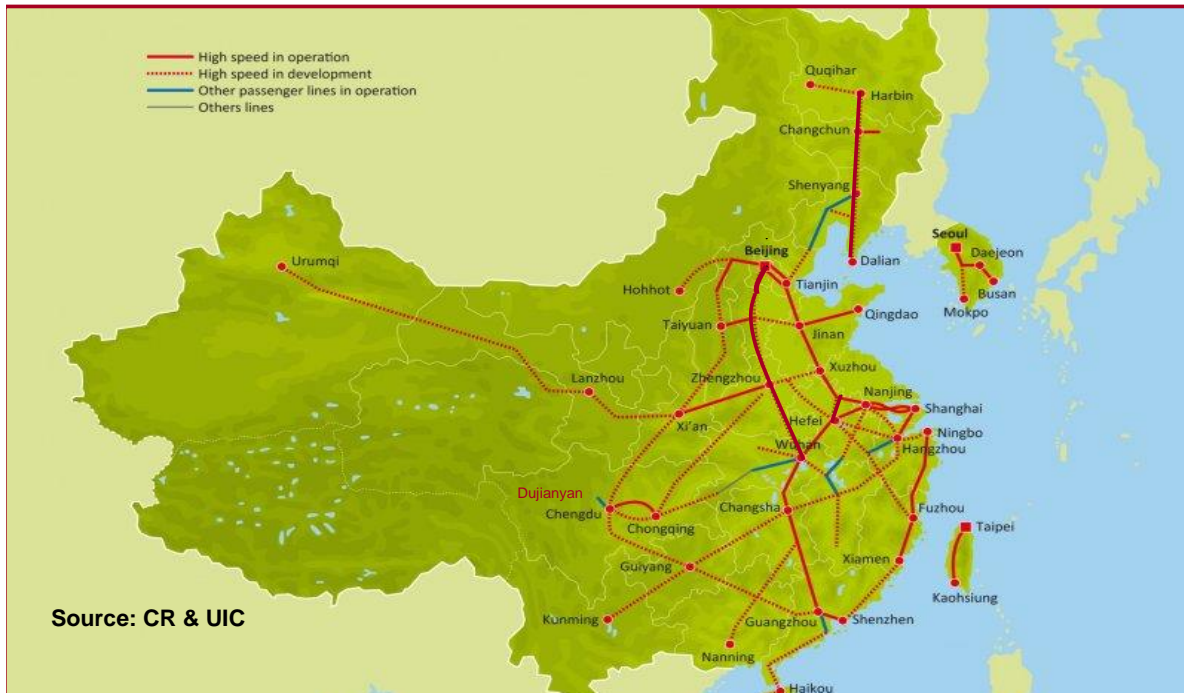 High speed in operation
High speed in development
Other passenger lines in operation
Others lines
Quqihar
Harbin
Changchun
Shenyang
Urumqi
Beijing
Seoul
Daejeon
Dalian
Hohhot
Tianjin
Busan
Mokpo
Taiyuan
Qingdao
Jinan
Lanzhou
Zhengzhou
Xuzhou
Nanjing
Shanghai
Xi'an
Hefei
Ningbo
Wuhan
Hangzhou
Dujianyan
Chengdu
Chongqing
Changsha
Fuzhou
Taipei
Xiamen
Guiyang
Kaohsiung
Source: CR & UIC
Kunming
Guangzhou
Shenzhen
Nanning
Haikou